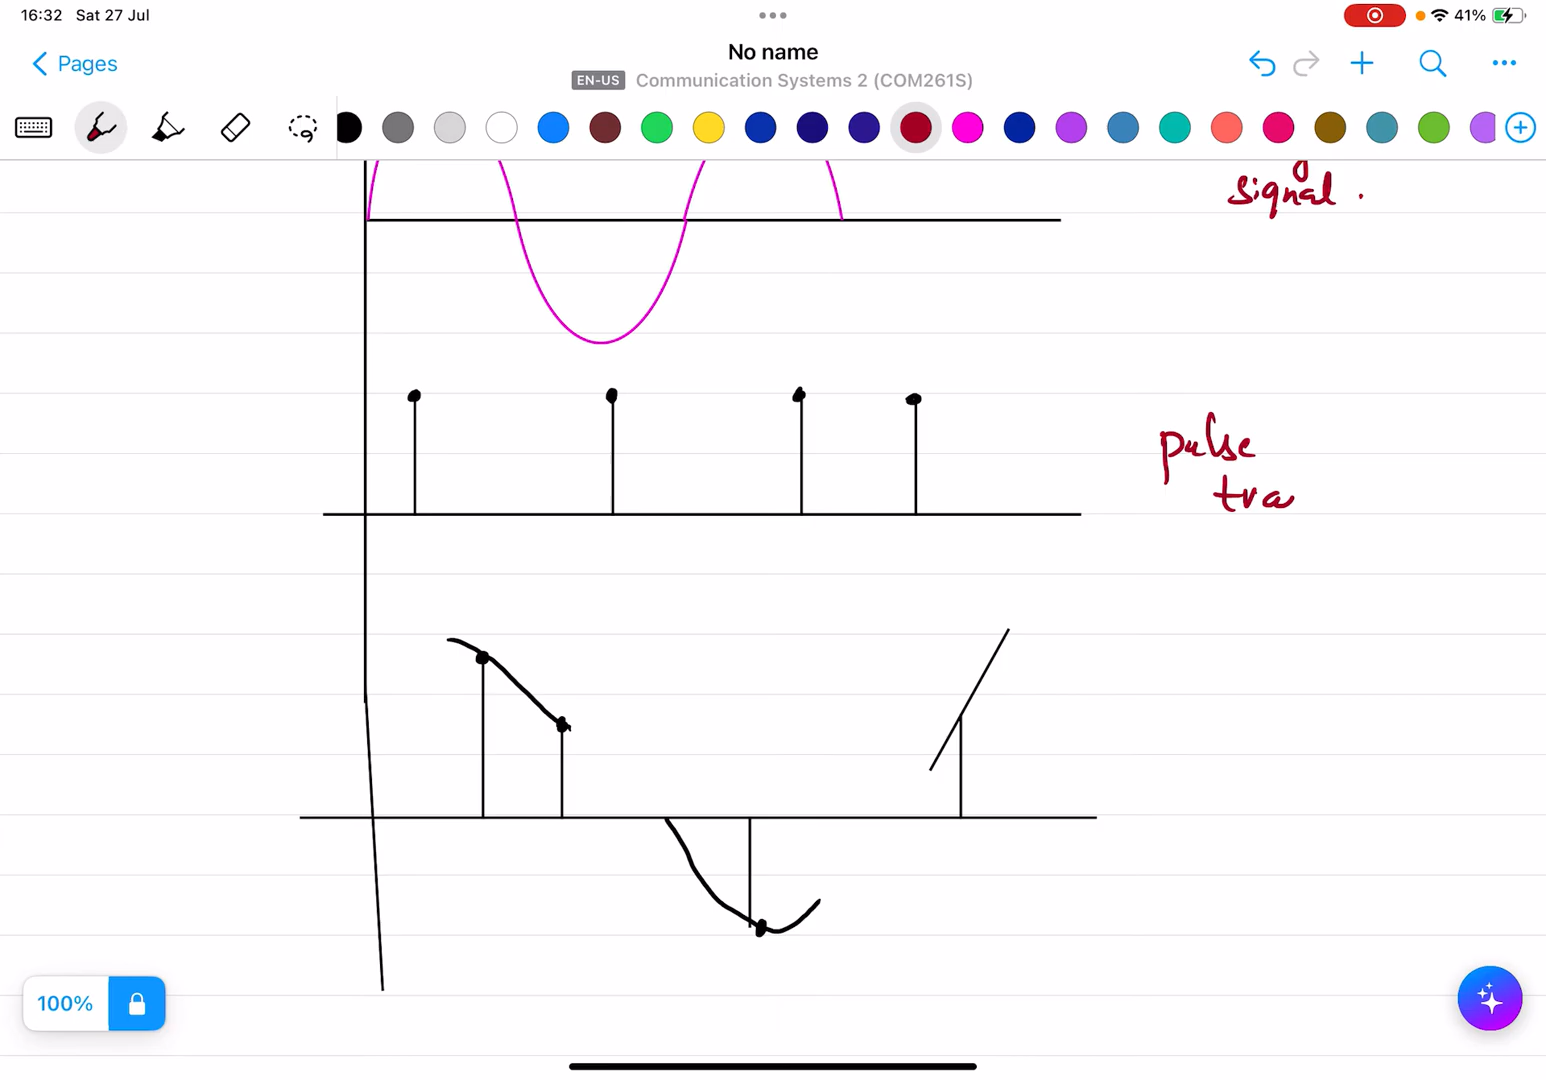 16:32 Sat 27 Jul
41%
Pages
No name
EN-US Communication Systems 2 (COM261S)
signal .
pulse
tra
100%